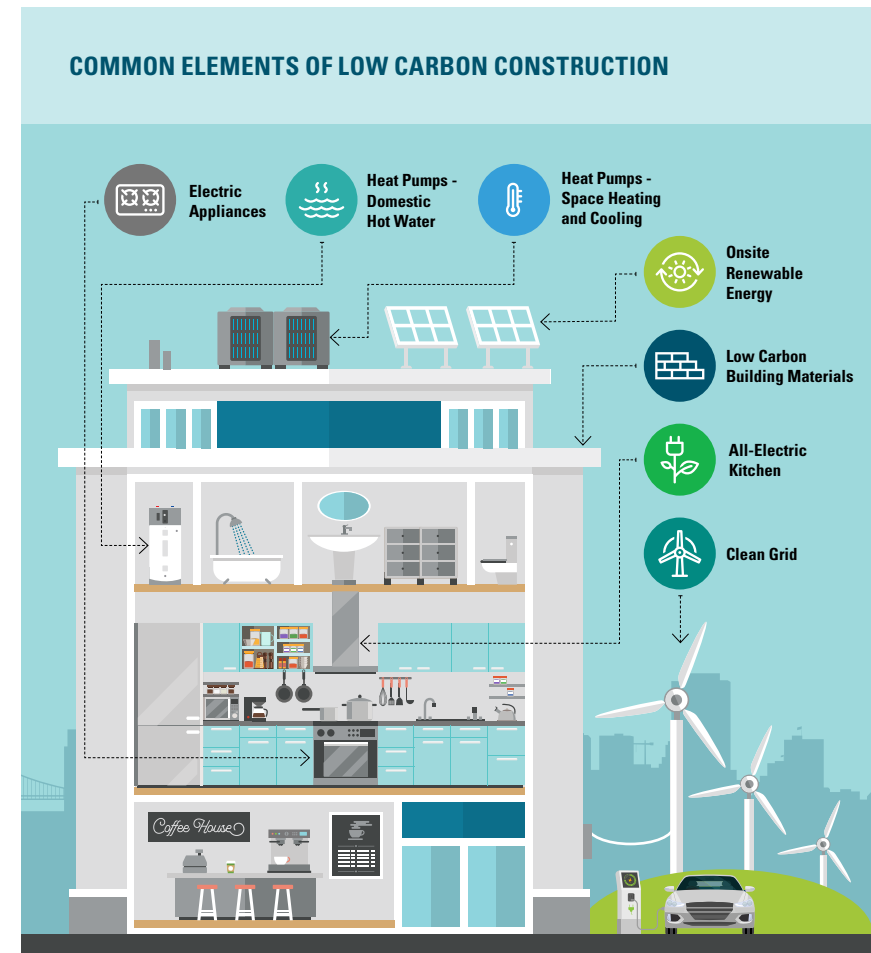 COMMON ELEMENTS OF LOW CARBON CONSTRUCTION
Electric
Appliances
Heat Pumps -
Domestic
Hot Water
Heat Pumps -
Space Heating
and Cooling
Onsite
Renewable
Energy
Low Carbon
Building Materials
All-Electric
Kitchen
Clean Grid
Coffee House